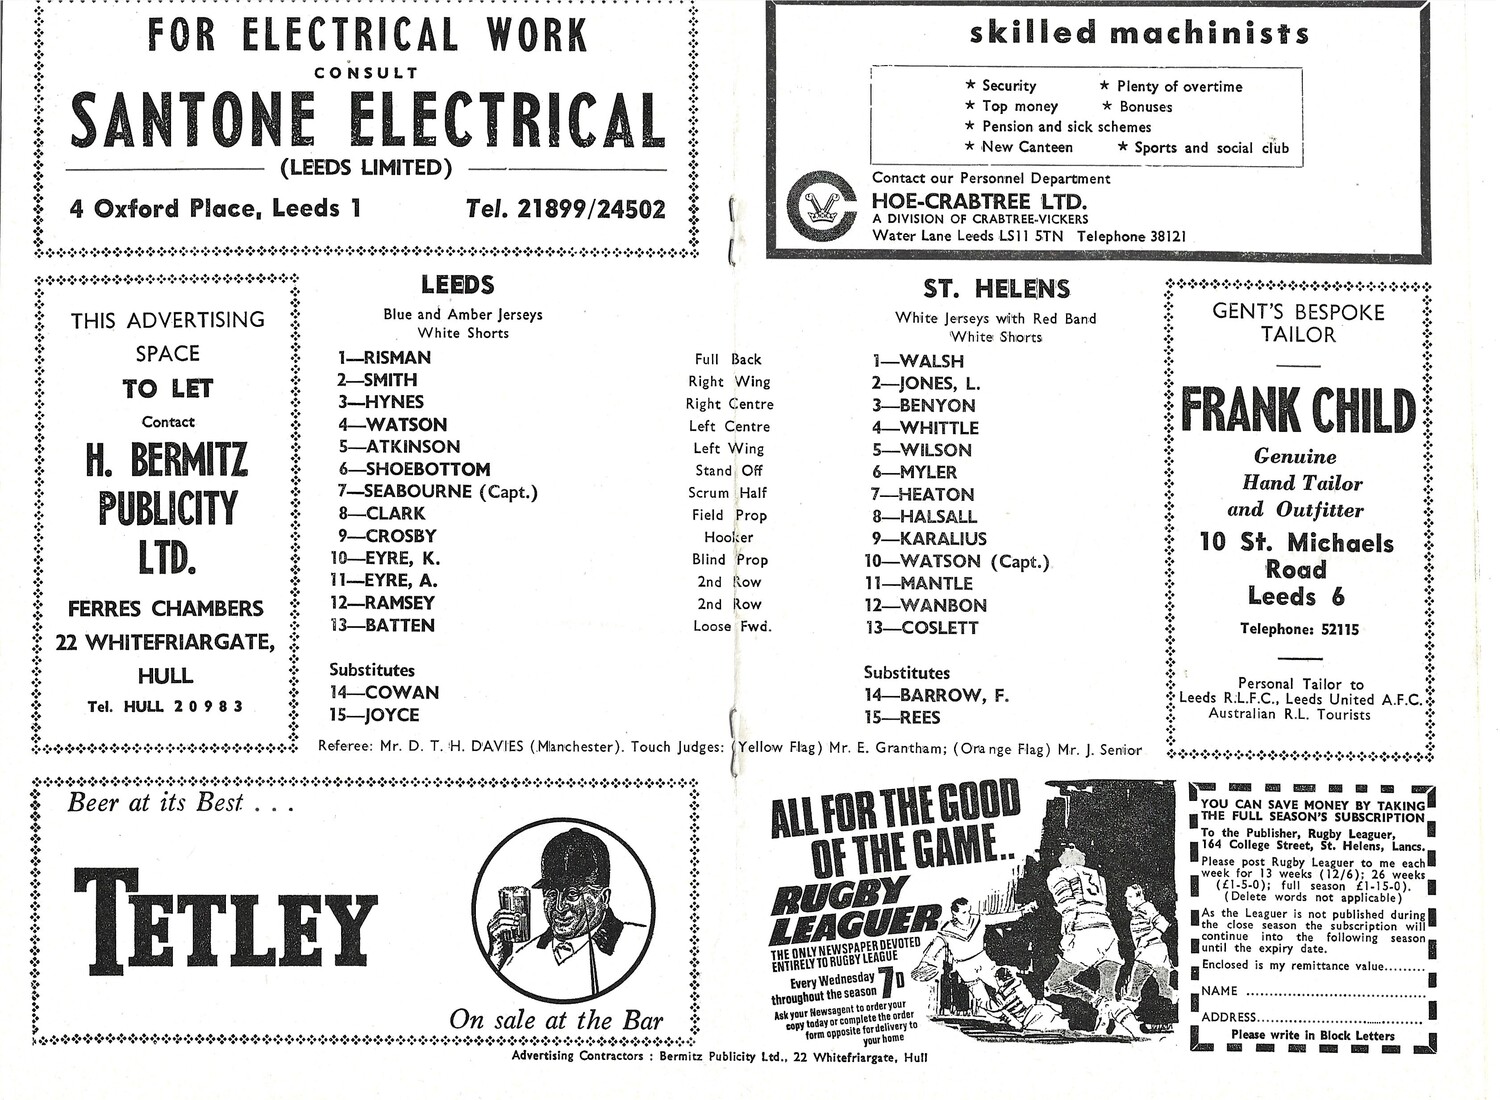 FOR ELECTRICAL WORK
CONSULT
SANTONE ELECTRICAL
(LEEDS LIMITED)
4 Oxford Place, Leeds 1 Tel. 21899/24502
skilled machinists
★ Security ★ Plenty of overtime
★ Top money ★ Bonuses
★ Pension and sick schemes
★ New Canteen ★ Sports and social club
Contact our Personnel Department
HOE-CRABTREE LTD.
A DIVISION OF CRABTREE-VICKERS
Water Lane Leeds LS11 5TN Telephone 38121
THIS ADVERTISING
SPACE
TO LET
Contact
H. BERMITZ
PUBLICITY
LTD.
FERRES CHAMBERS
22 WHITEFRIARGATE,
HULL
Tel. HULL 20983
LEEDS
Blue and Amber Jerseys
White Shorts
1—RISMAN
2—SMITH
3—HYNES
4—WATSON
5—ATKINSON
6—SHOEBOTTOM
7—SEABOURNE (Capt.)
8—CLARK
9—CROSBY
10—EYRE, K.
11—EYRE, A.
12—RAMSEY
13—BATTEN
Substitutes
14—COWAN
15—JOYCE
Full Back
Right Wing
Right Centre
Left Centre
Left Wing
Stand Off
Scrum Half
Field Prop
Hooker
Blind Prop
2nd Row
2nd Row
Loose Fwd.
ST. HELENS
White Jerseys with Red Band
White Shorts
1—WALSH
2—JONES, L.
3—BENYON
4—WHITTLE
5—WILSON
6—MYLER
7—HEATON
8—HALSALL
9—KARALIUS
10—WATSON (Capt.)
11—MANTLE
12—WANBON
13—COSLETT
Substitutes
14—BARROW, F.
15—REES
Referee: Mr. D. T. H. DAVIES (Manchester). Touch Judges: (Yellow Flag) Mr. E. Grantham; (Orange Flag) Mr. J. Senior
GENT'S BESPOKE
TAILOR
FRANK CHILD
Genuine
Hand Tailor
and Outfitter
10 St. Michaels
Road
Leeds 6
Telephone: 52115
Personal Tailor to
Leeds R.L.F.C., Leeds United A.F.C.
Australian R.L. Tourists
Beer at its Best . . .
TETLEY
On sale at the Bar
ALL FOR THE GOOD
OF THE GAME..
RUGBY
LEAGUER
THE ONLY NEWSPAPER DEVOTED
ENTIRELY TO RUGBY LEAGUE
Every Wednesday
throughout the season 7D
Ask your Newsagent to order your
copy today or complete the order
form opposite for delivery to
your home
3
YOU CAN SAVE MONEY BY TAKING
THE FULL SEASON'S SUBSCRIPTION
To the Publisher, Rugby Leaguer,
164 College Street, St. Helens, Lancs.
Please post Rugby Leaguer to me each
week for 13 weeks (12/6); 26 weeks
(£1-5-0); full season £1-15-0).
(Delete words not applicable)
As the Leaguer is not published during
the close season the subscription will
continue into the following season
until the expiry date.
Enclosed is my remittance value.........
NAME ......................................
ADDRESS...................................
Please write in Block Letters
Advertising Contractors : Bermitz Publicity Ltd., 22 Whitefriargate, Hull